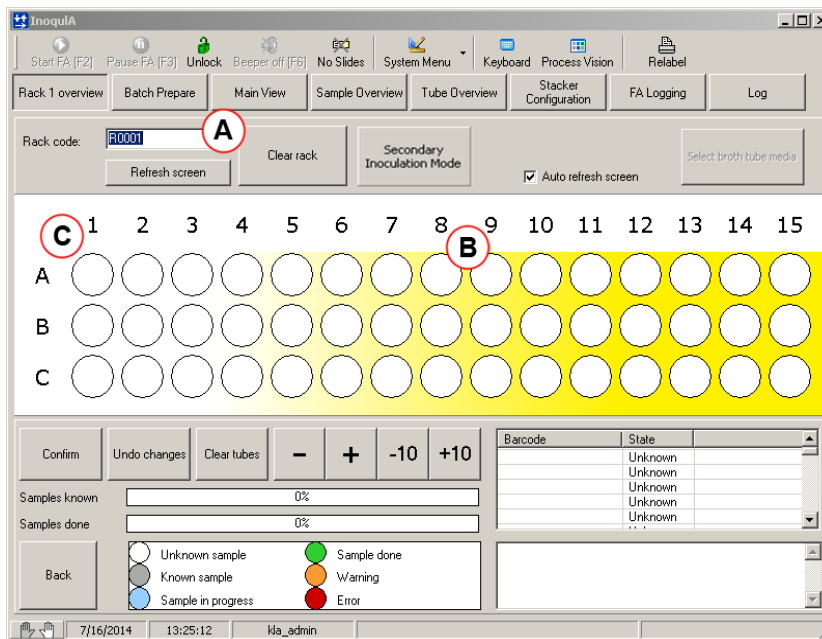 InoqulA
Start FA [F2] Pause FA [F3] Unlock Beeper off [F6] No Slides System Menu Keyboard Process Vision Relabel
Rack 1 overview Batch Prepare Main View Sample Overview Tube Overview Stacker Configuration FA Logging Log
Rack code: R0001 A Clear rack Secondary Inoculation Mode Select broth tube media
Refresh screen Auto refresh screen
C 1 2 3 4 5 6 7 8 9 10 11 12 13 14 15
B
A
B
C
Confirm Undo changes Clear tubes - + -10 +10 Barcode State
Unknown
Unknown
Unknown
Unknown
Unknown
Samples known 0%
Samples done 0%
Back Unknown sample Sample done
Known sample Warning
Sample in progress Error
7/16/2014 13:25:12 kla_admin